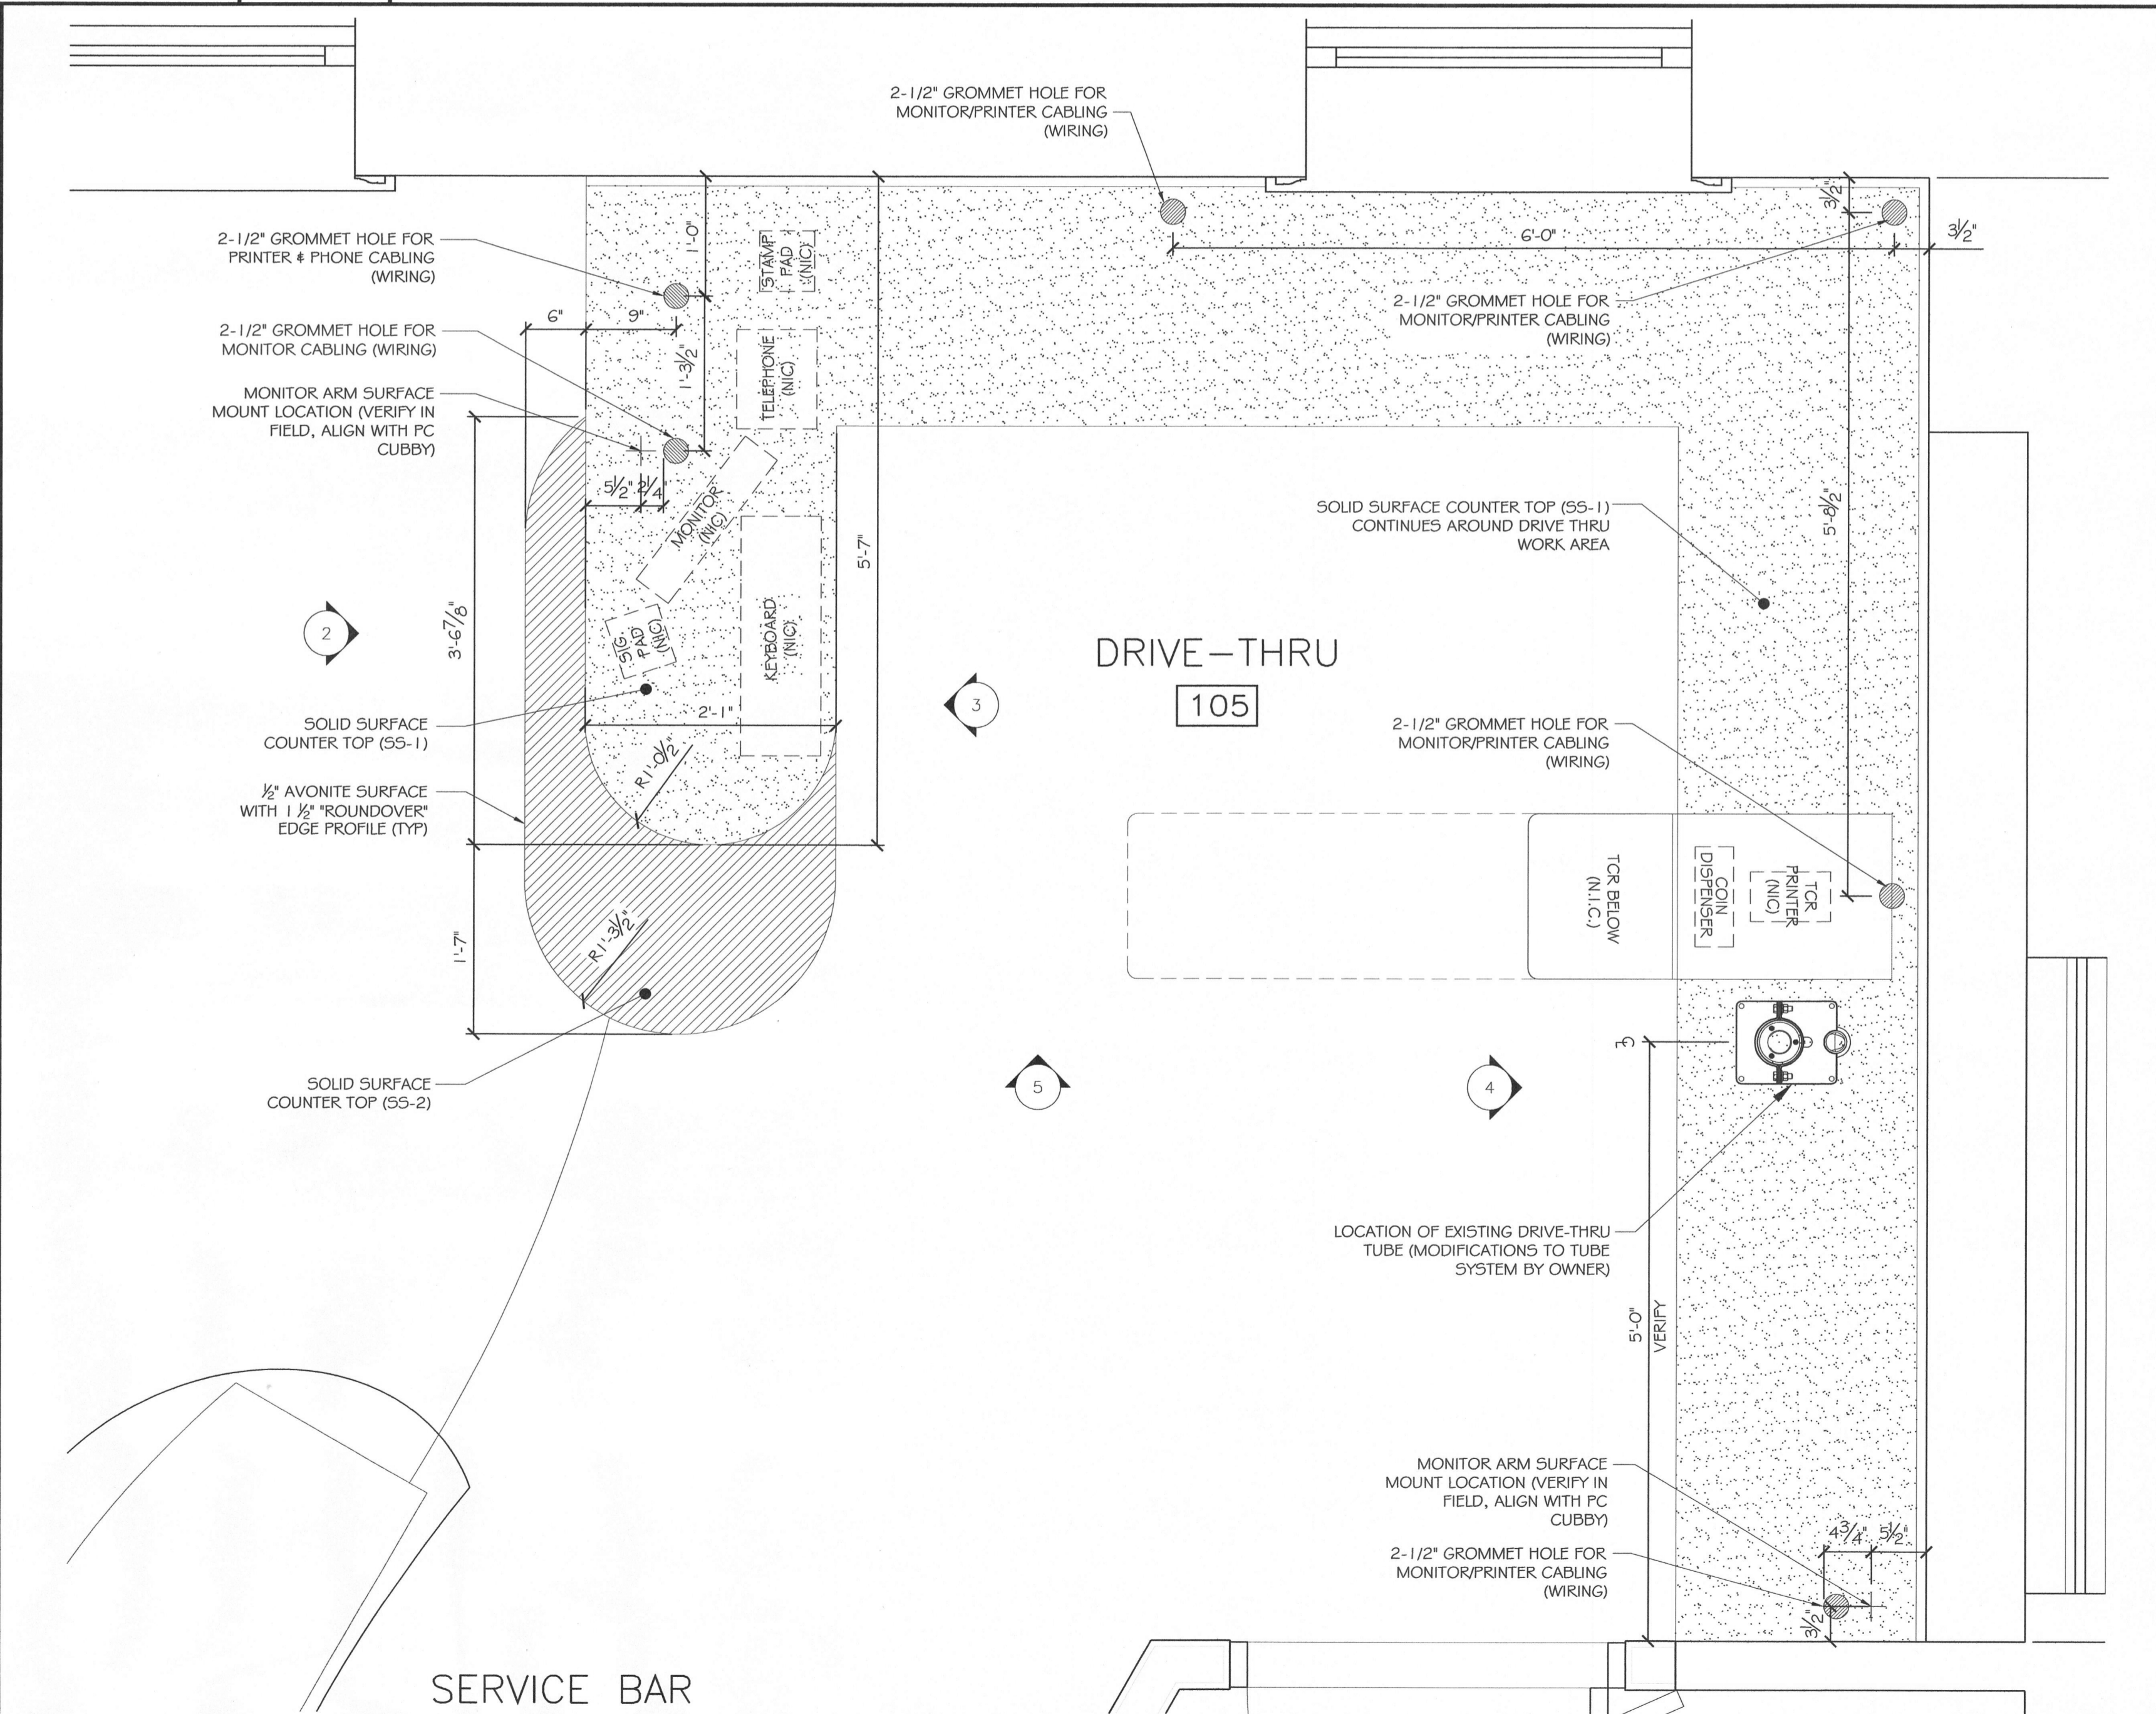 2-1/2" GROMMET HOLE FOR
MONITOR/PRINTER CABLING
(WIRING)
3½"
3½"
6'-0"
2-1/2" GROMMET HOLE FOR
PRINTER & PHONE CABLING
(WIRING)
1'-0"
STAMP
PAD
(NIC)
2-1/2" GROMMET HOLE FOR
MONITOR/PRINTER CABLING
(WIRING)
6"
9"
2-1/2" GROMMET HOLE FOR
MONITOR CABLING (WIRING)
1'-3½"
TELEPHONE
(NIC)
MONITOR ARM SURFACE
MOUNT LOCATION (VERIFY IN
FIELD, ALIGN WITH PC
CUBBY)
5½"
2¼"
MONITOR
(NIC)
5'-7"
SOLID SURFACE COUNTER TOP (SS-1)
CONTINUES AROUND DRIVE THRU
WORK AREA
5'-8½"
2
3'-6⅞"
SIG
PAD
(NIC)
KEYBOARD
(NIC)
DRIVE-THRU
105
3
2'-1"
SOLID SURFACE
COUNTER TOP (SS-1)
2-1/2" GROMMET HOLE FOR
MONITOR/PRINTER CABLING
(WIRING)
R1'-0½"
½" AVONITE SURFACE
WITH 1 ½" "ROUNDOVER"
EDGE PROFILE (TYP)
TCR BELOW
(N.I.C.)
COIN
DISPENSER
TCR
PRINTER
(NIC)
1'-7"
R1'-3½"
SOLID SURFACE
COUNTER TOP (SS-2)
5
4
LOCATION OF EXISTING DRIVE-THRU
TUBE (MODIFICATIONS TO TUBE
SYSTEM BY OWNER)
5'-0"
VERIFY
MONITOR ARM SURFACE
MOUNT LOCATION (VERIFY IN
FIELD, ALIGN WITH PC
CUBBY)
4¾"
5½"
2-1/2" GROMMET HOLE FOR
MONITOR/PRINTER CABLING
(WIRING)
3½"
SERVICE BAR